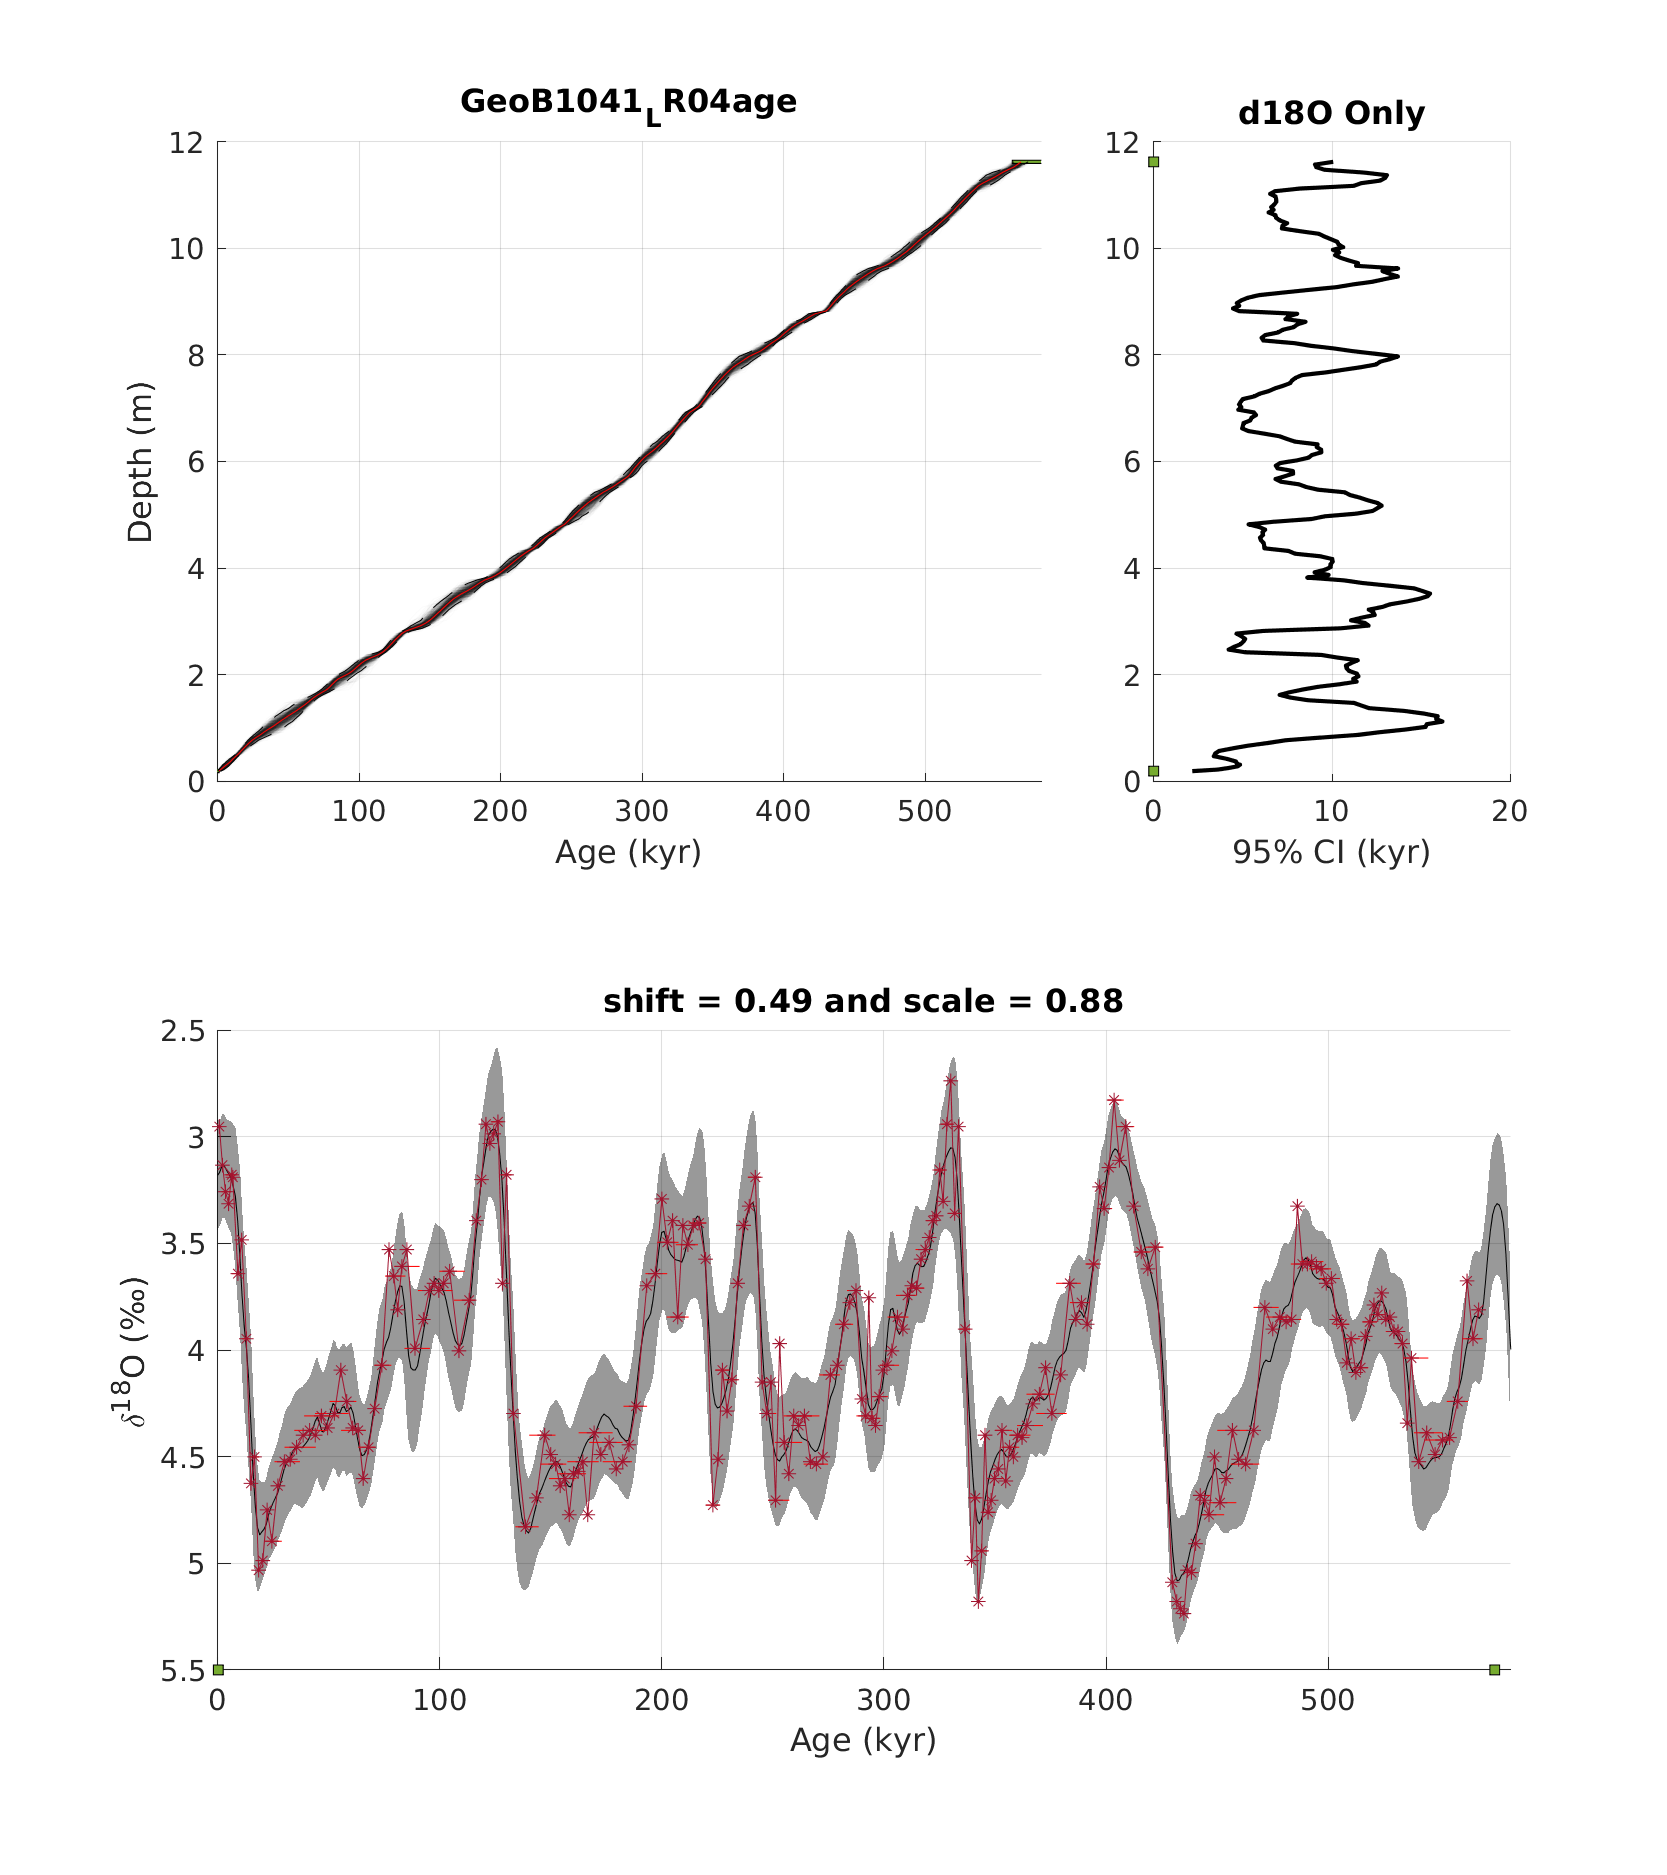 GeoB1041LR04age
d18O Only
12
10
8
6
4
2
0
Depth (m)
0 100 200 300 400 500
Age (kyr)
12
10
8
6
4
2
0
0 10 20
95% CI (kyr)
shift = 0.49 and scale = 0.88
2.5
3
3.5
4
4.5
5
5.5
δ18O (‰)
0 100 200 300 400 500
Age (kyr)